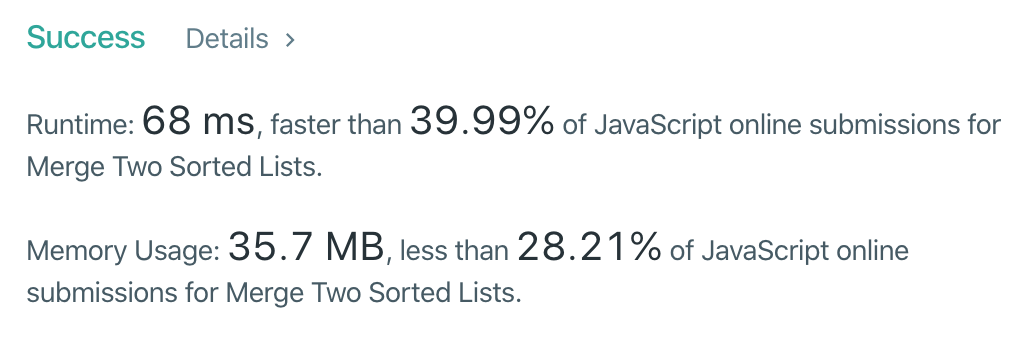 Success Details >
Runtime: 68 ms, faster than 39.99% of JavaScript online submissions for
Merge Two Sorted Lists.
Memory Usage: 35.7 MB, less than 28.21% of JavaScript online
submissions for Merge Two Sorted Lists.